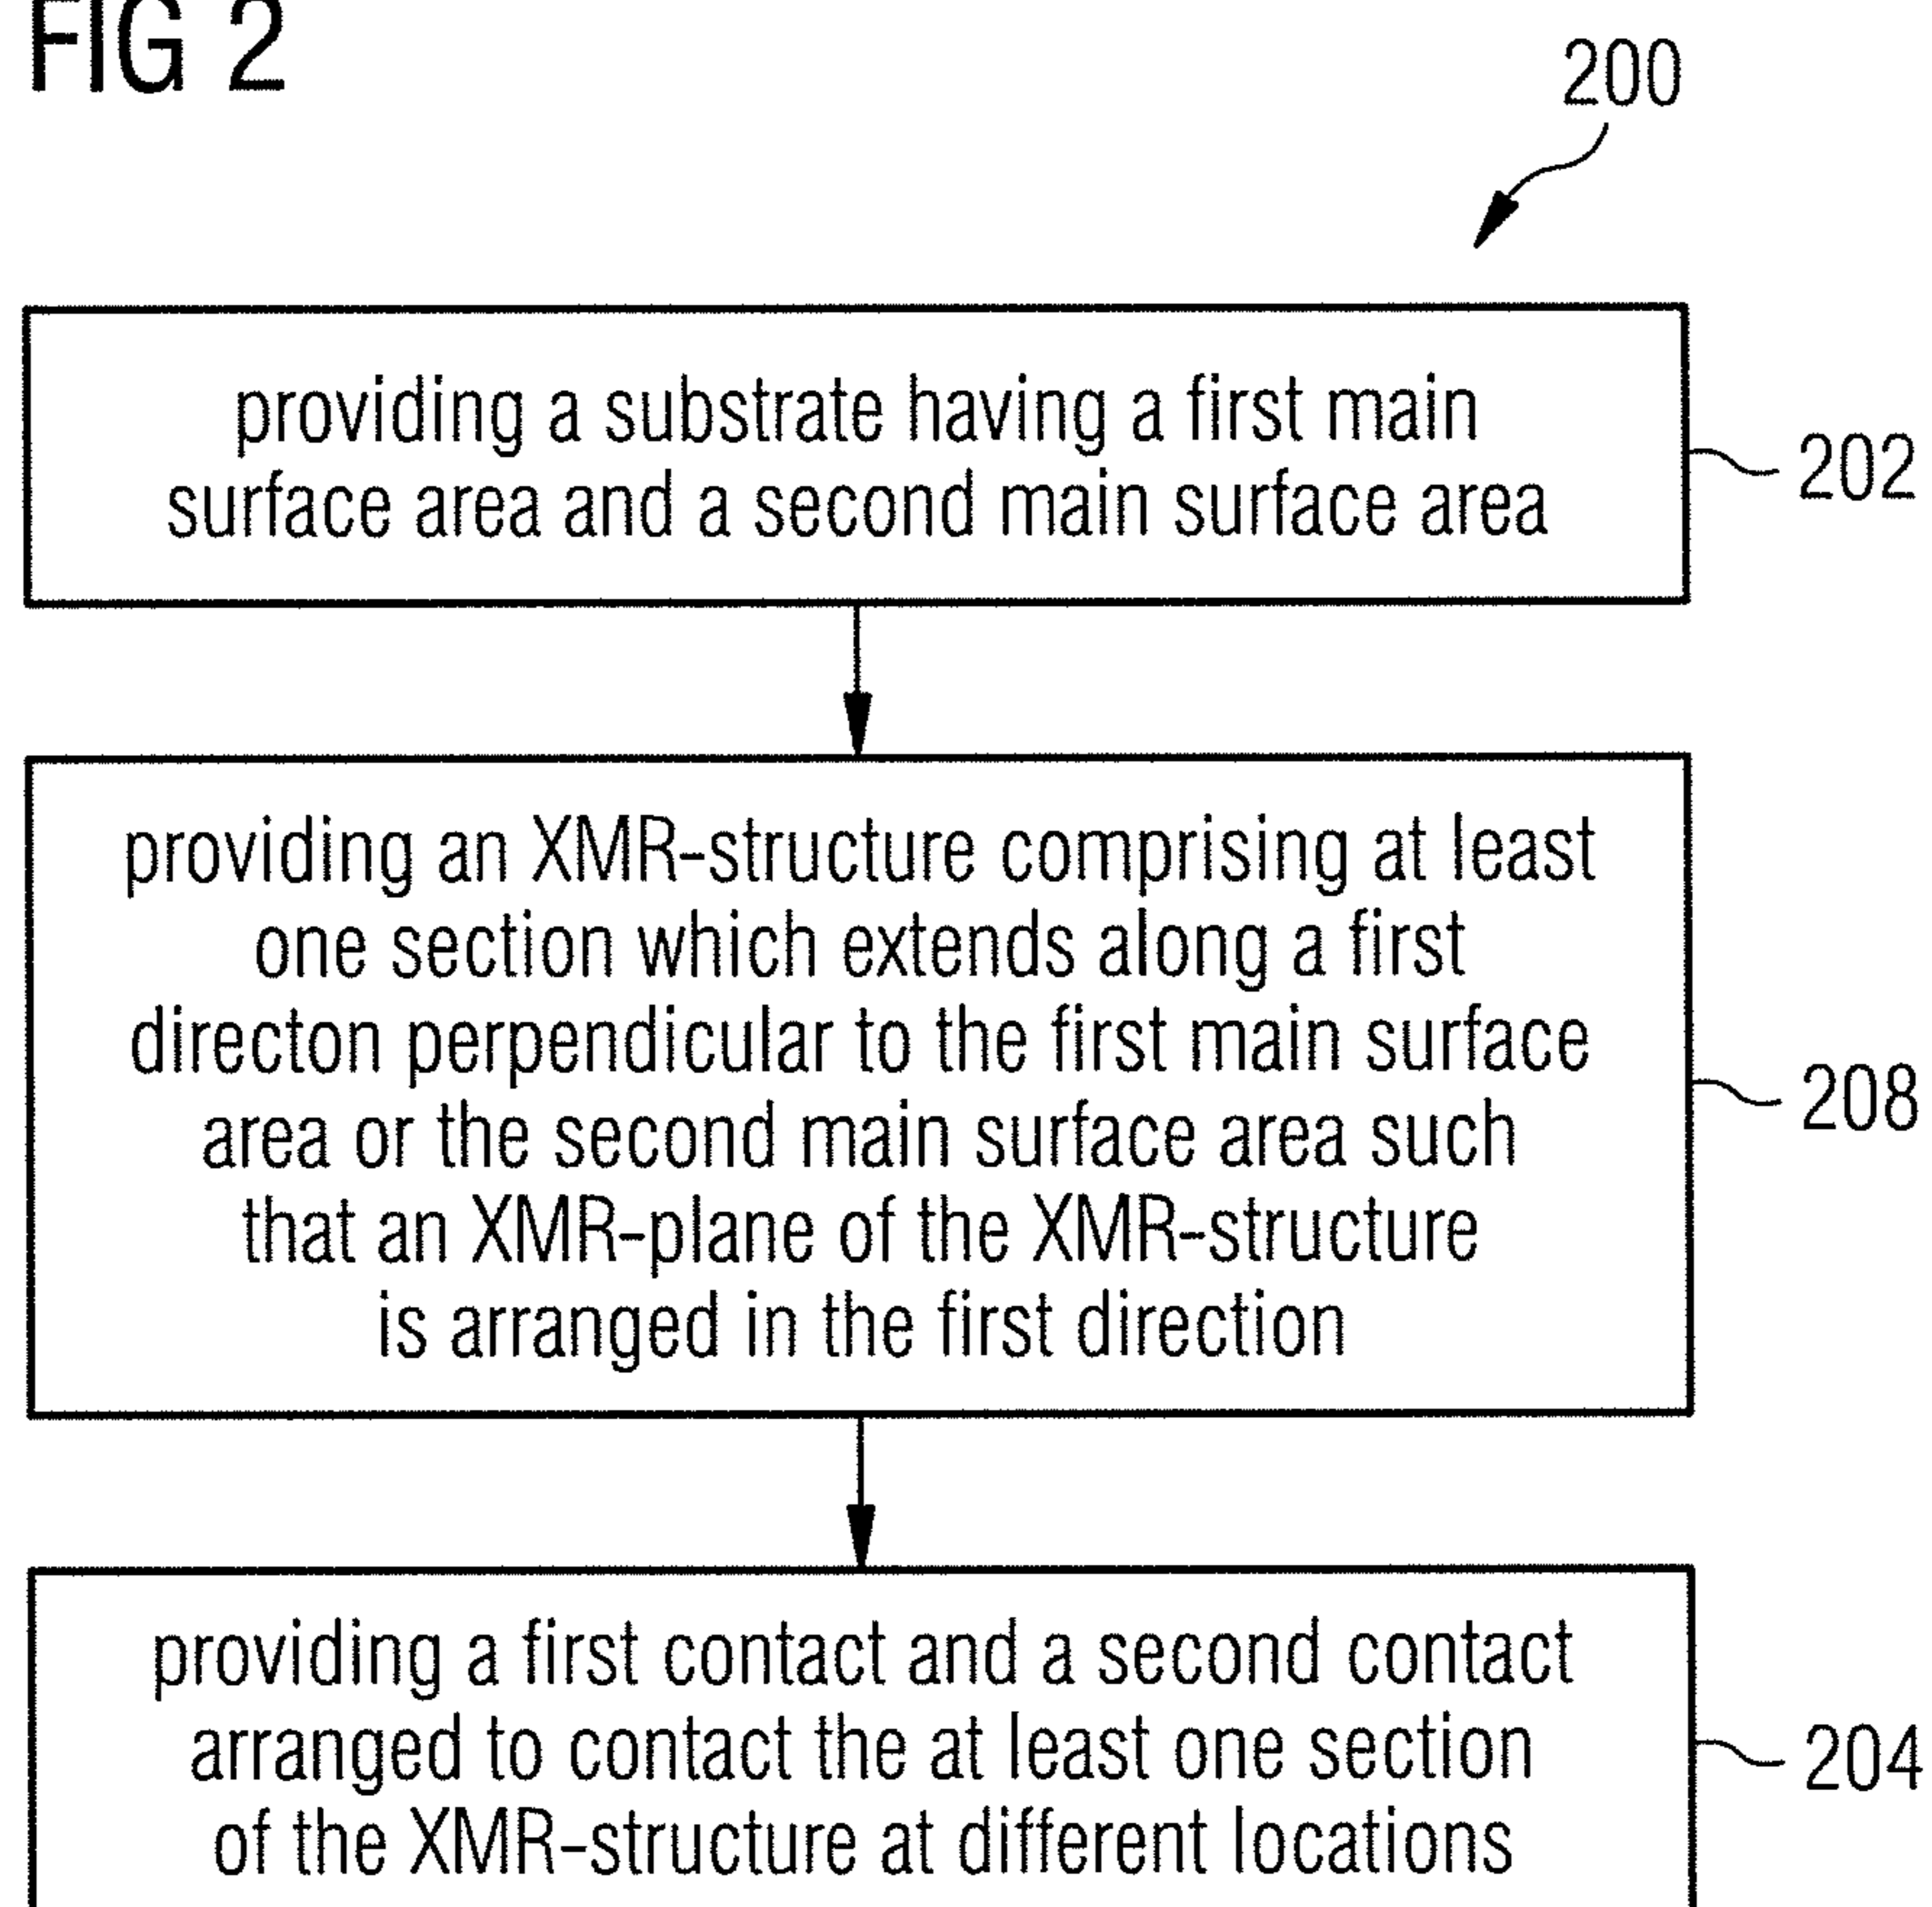 FIG 2
200
providing a substrate having a first main
surface area and a second main surface area
202
providing an XMR-structure comprising at least
one section which extends along a first
directon perpendicular to the first main surface
area or the second main surface area such
that an XMR-plane of the XMR-structure
is arranged in the first direction
208
providing a first contact and a second contact
arranged to contact the at least one section
of the XMR-structure at different locations
204